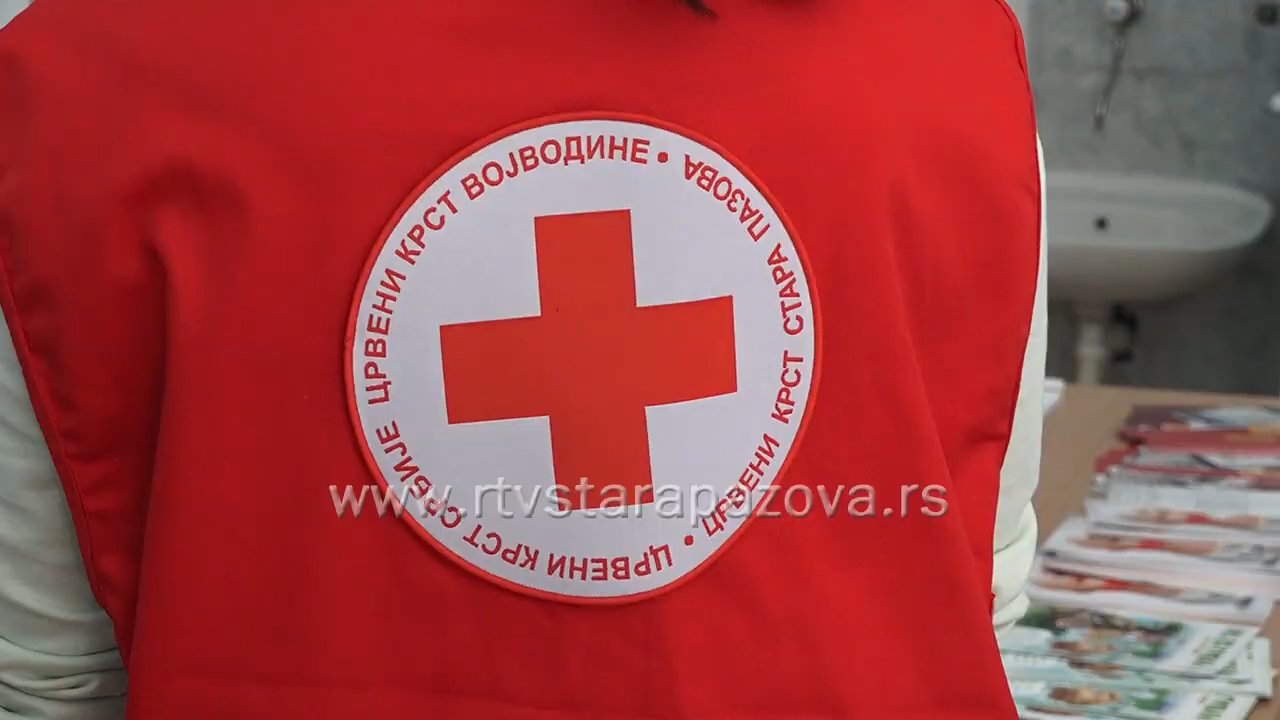 ЦРВЕНИ КРСТ СРБИЈЕ ЦРВЕНИ КРСТ ВОЈВОДИНЕ • ЦРВЕНИ КРСТ СТАРА ПАЗОВА •
www.rtvstarapazova.rs